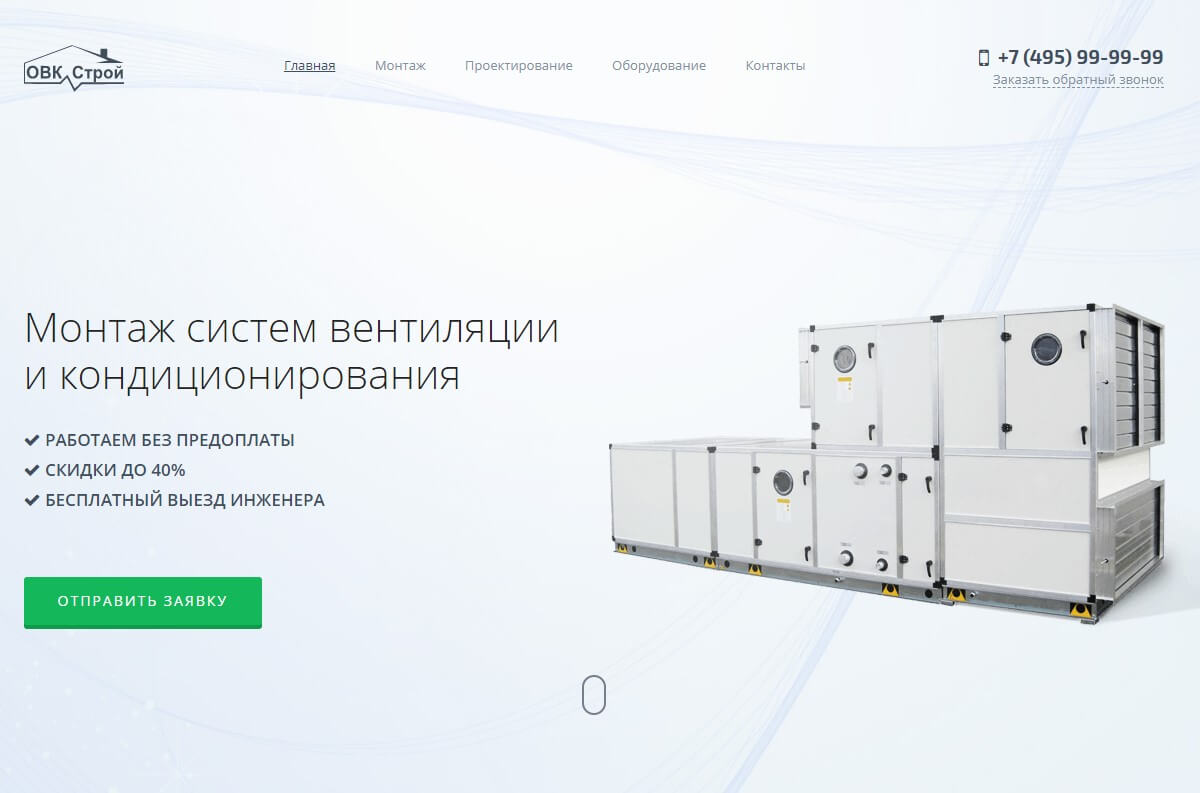 ОВК Строй
Главная
Монтаж
Проектирование
Оборудование
Контакты
+7 (495) 99-99-99
Заказать обратный звонок
Монтаж систем вентиляции
и кондиционирования
РАБОТАЕМ БЕЗ ПРЕДОПЛАТЫ
СКИДКИ ДО 40%
БЕСПЛАТНЫЙ ВЫЕЗД ИНЖЕНЕРА
ОТПРАВИТЬ ЗАЯВКУ